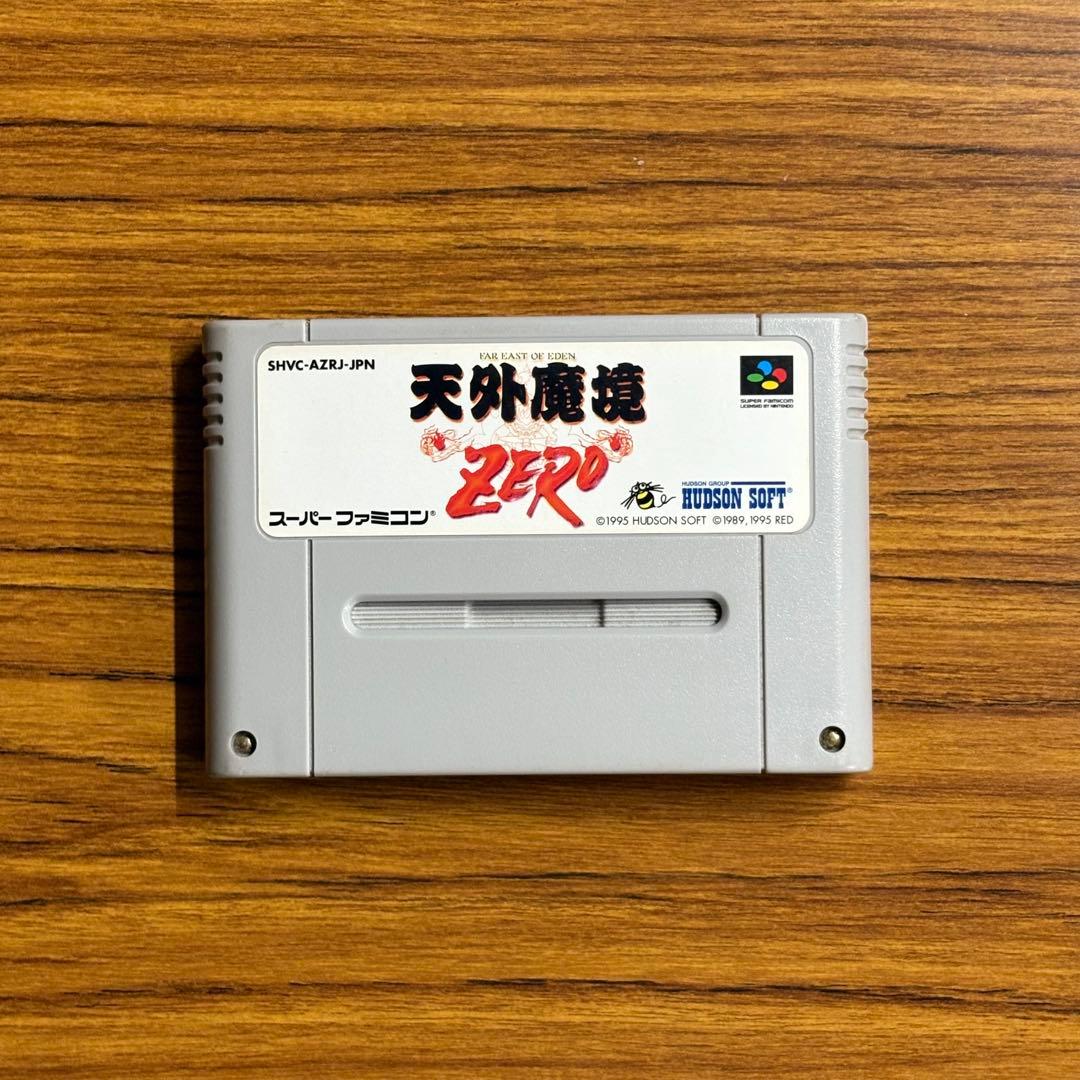 SHVC-AZRJ-JPN
FAR EAST OF EDEN
天外魔境
ZERO
SUPER FAMICOM
LICENSED BY NINTENDO
スーパーファミコン®
HUDSON GROUP
HUDSON SOFT®
©1995 HUDSON SOFT ©1989, 1995 RED